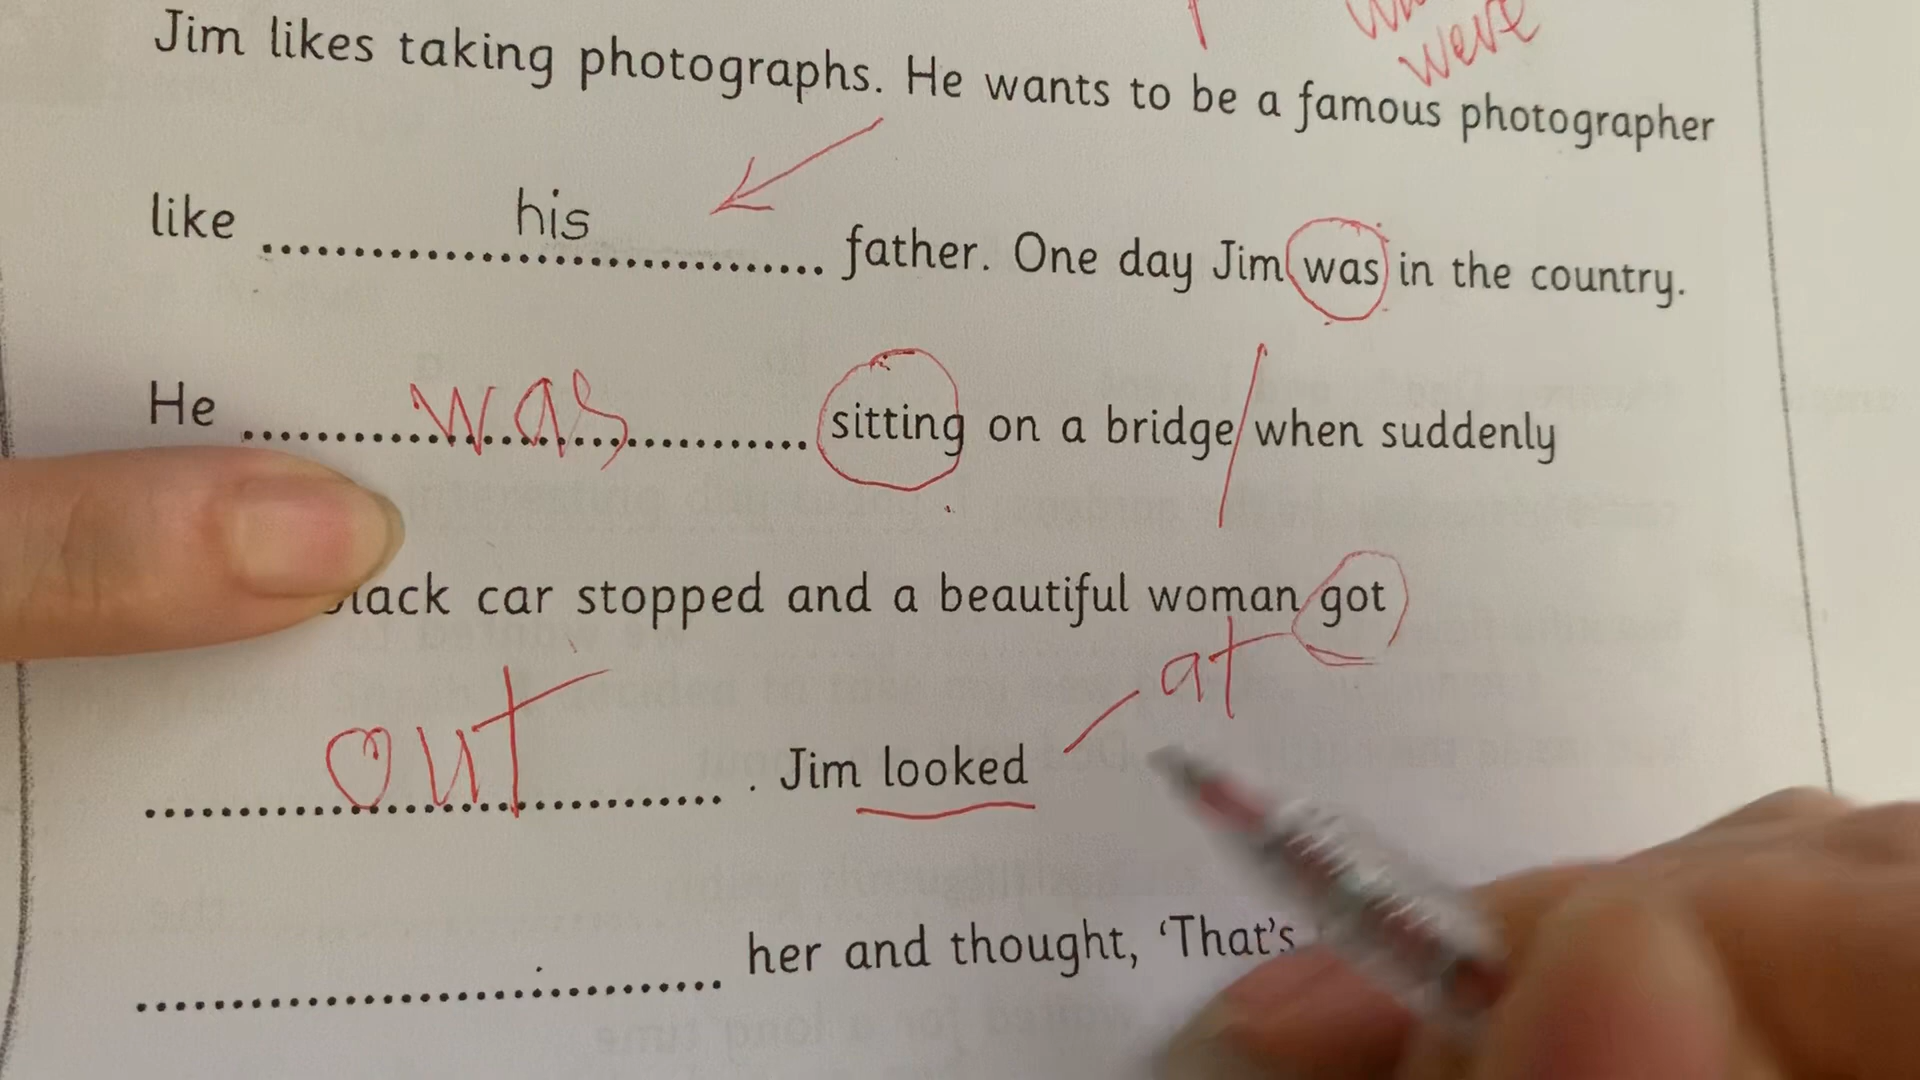 were
Jim likes taking photographs. He wants to be a famous photographer
like his father. One day Jim was in the country.
He was sitting on a bridge when suddenly
car stopped and a beautiful woman got
at
out . Jim looked
her and thought, ‘That’s